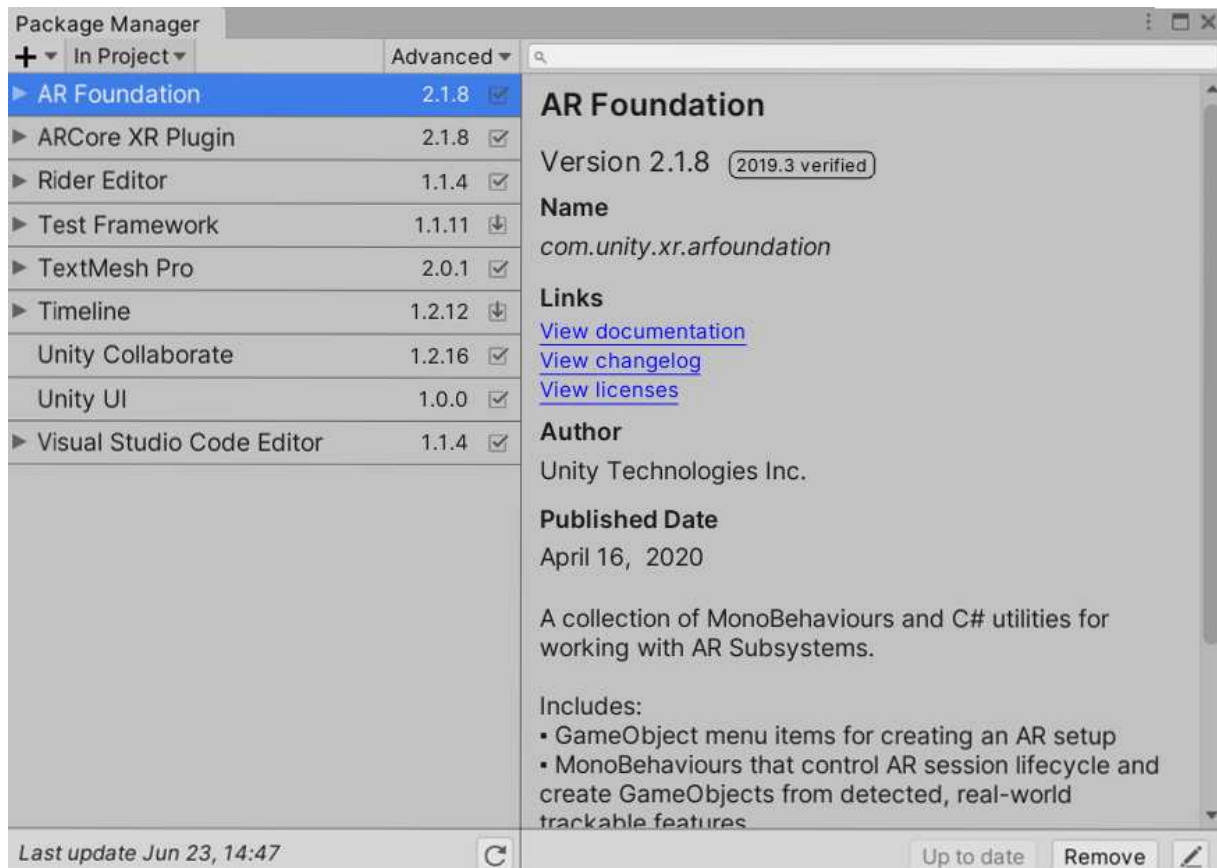 Package Manager
In Project
Advanced
AR Foundation 2.1.8
ARCore XR Plugin 2.1.8
Rider Editor 1.1.4
Test Framework 1.1.11
TextMesh Pro 2.0.1
Timeline 1.2.12
Unity Collaborate 1.2.16
Unity UI 1.0.0
Visual Studio Code Editor 1.1.4
Last update Jun 23, 14:47
AR Foundation
Version 2.1.8 2019.3 verified
Name
com.unity.xr.arfoundation
Links
View documentation
View changelog
View licenses
Author
Unity Technologies Inc.
Published Date
April 16, 2020
A collection of MonoBehaviours and C# utilities for
working with AR Subsystems.
Includes:
▪ GameObject menu items for creating an AR setup
▪ MonoBehaviours that control AR session lifecycle and
create GameObjects from detected, real-world
trackable features
Up to date Remove